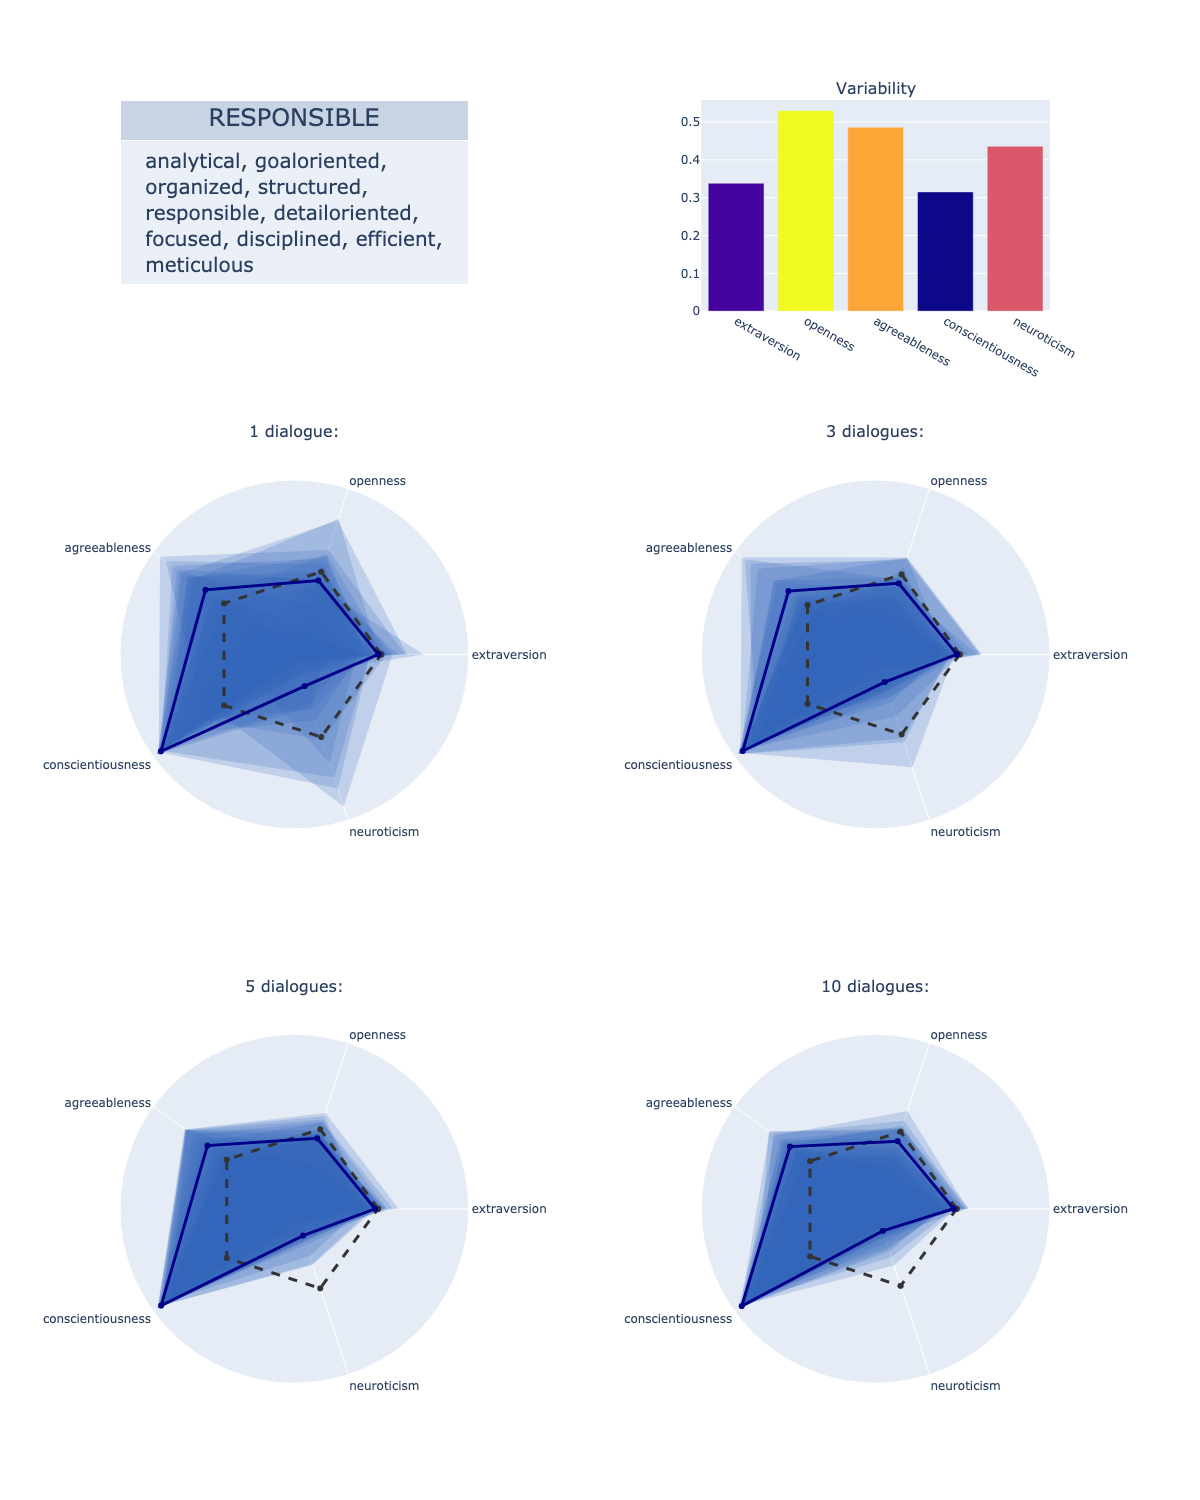 RESPONSIBLE
analytical, goaloriented,
organized, structured,
responsible, detailoriented,
focused, disciplined, efficient,
meticulous
Variability
0.5
0.4
0.3
0.2
0.1
0
extraversion
openness
agreeableness
conscientiousness
neuroticism
1 dialogue:
openness
agreeableness
extraversion
conscientiousness
neuroticism
3 dialogues:
openness
agreeableness
extraversion
conscientiousness
neuroticism
5 dialogues:
openness
agreeableness
extraversion
conscientiousness
neuroticism
10 dialogues:
openness
agreeableness
extraversion
conscientiousness
neuroticism